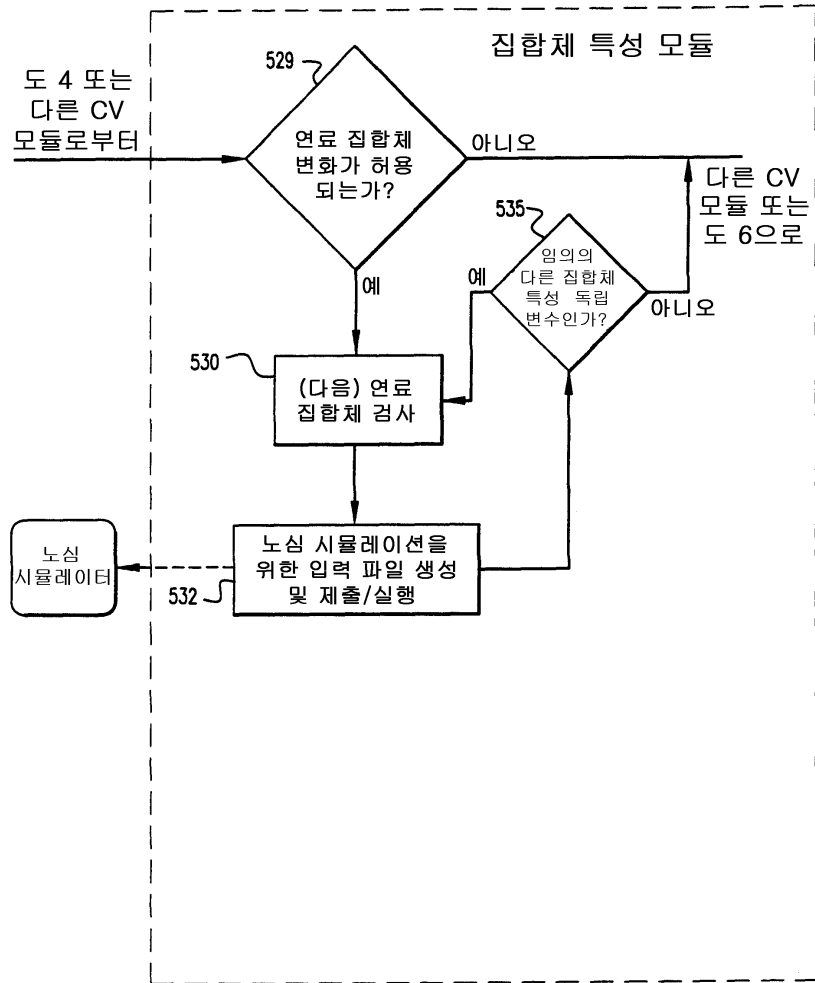 집합체 특성 모듈
529
도 4 또는
다른 CV
모듈로부터
연료 집합체
변화가 허용
되는가?
아니오
다른 CV
모듈 또는
도 6으로
535
임의의
다른 집합체
특성 독립
변수인가?
예
예
아니오
530
(다음) 연료
집합체 검사
노심
시뮬레이터
노심 시뮬레이션을
위한 입력 파일 생성
및 제출/실행
532